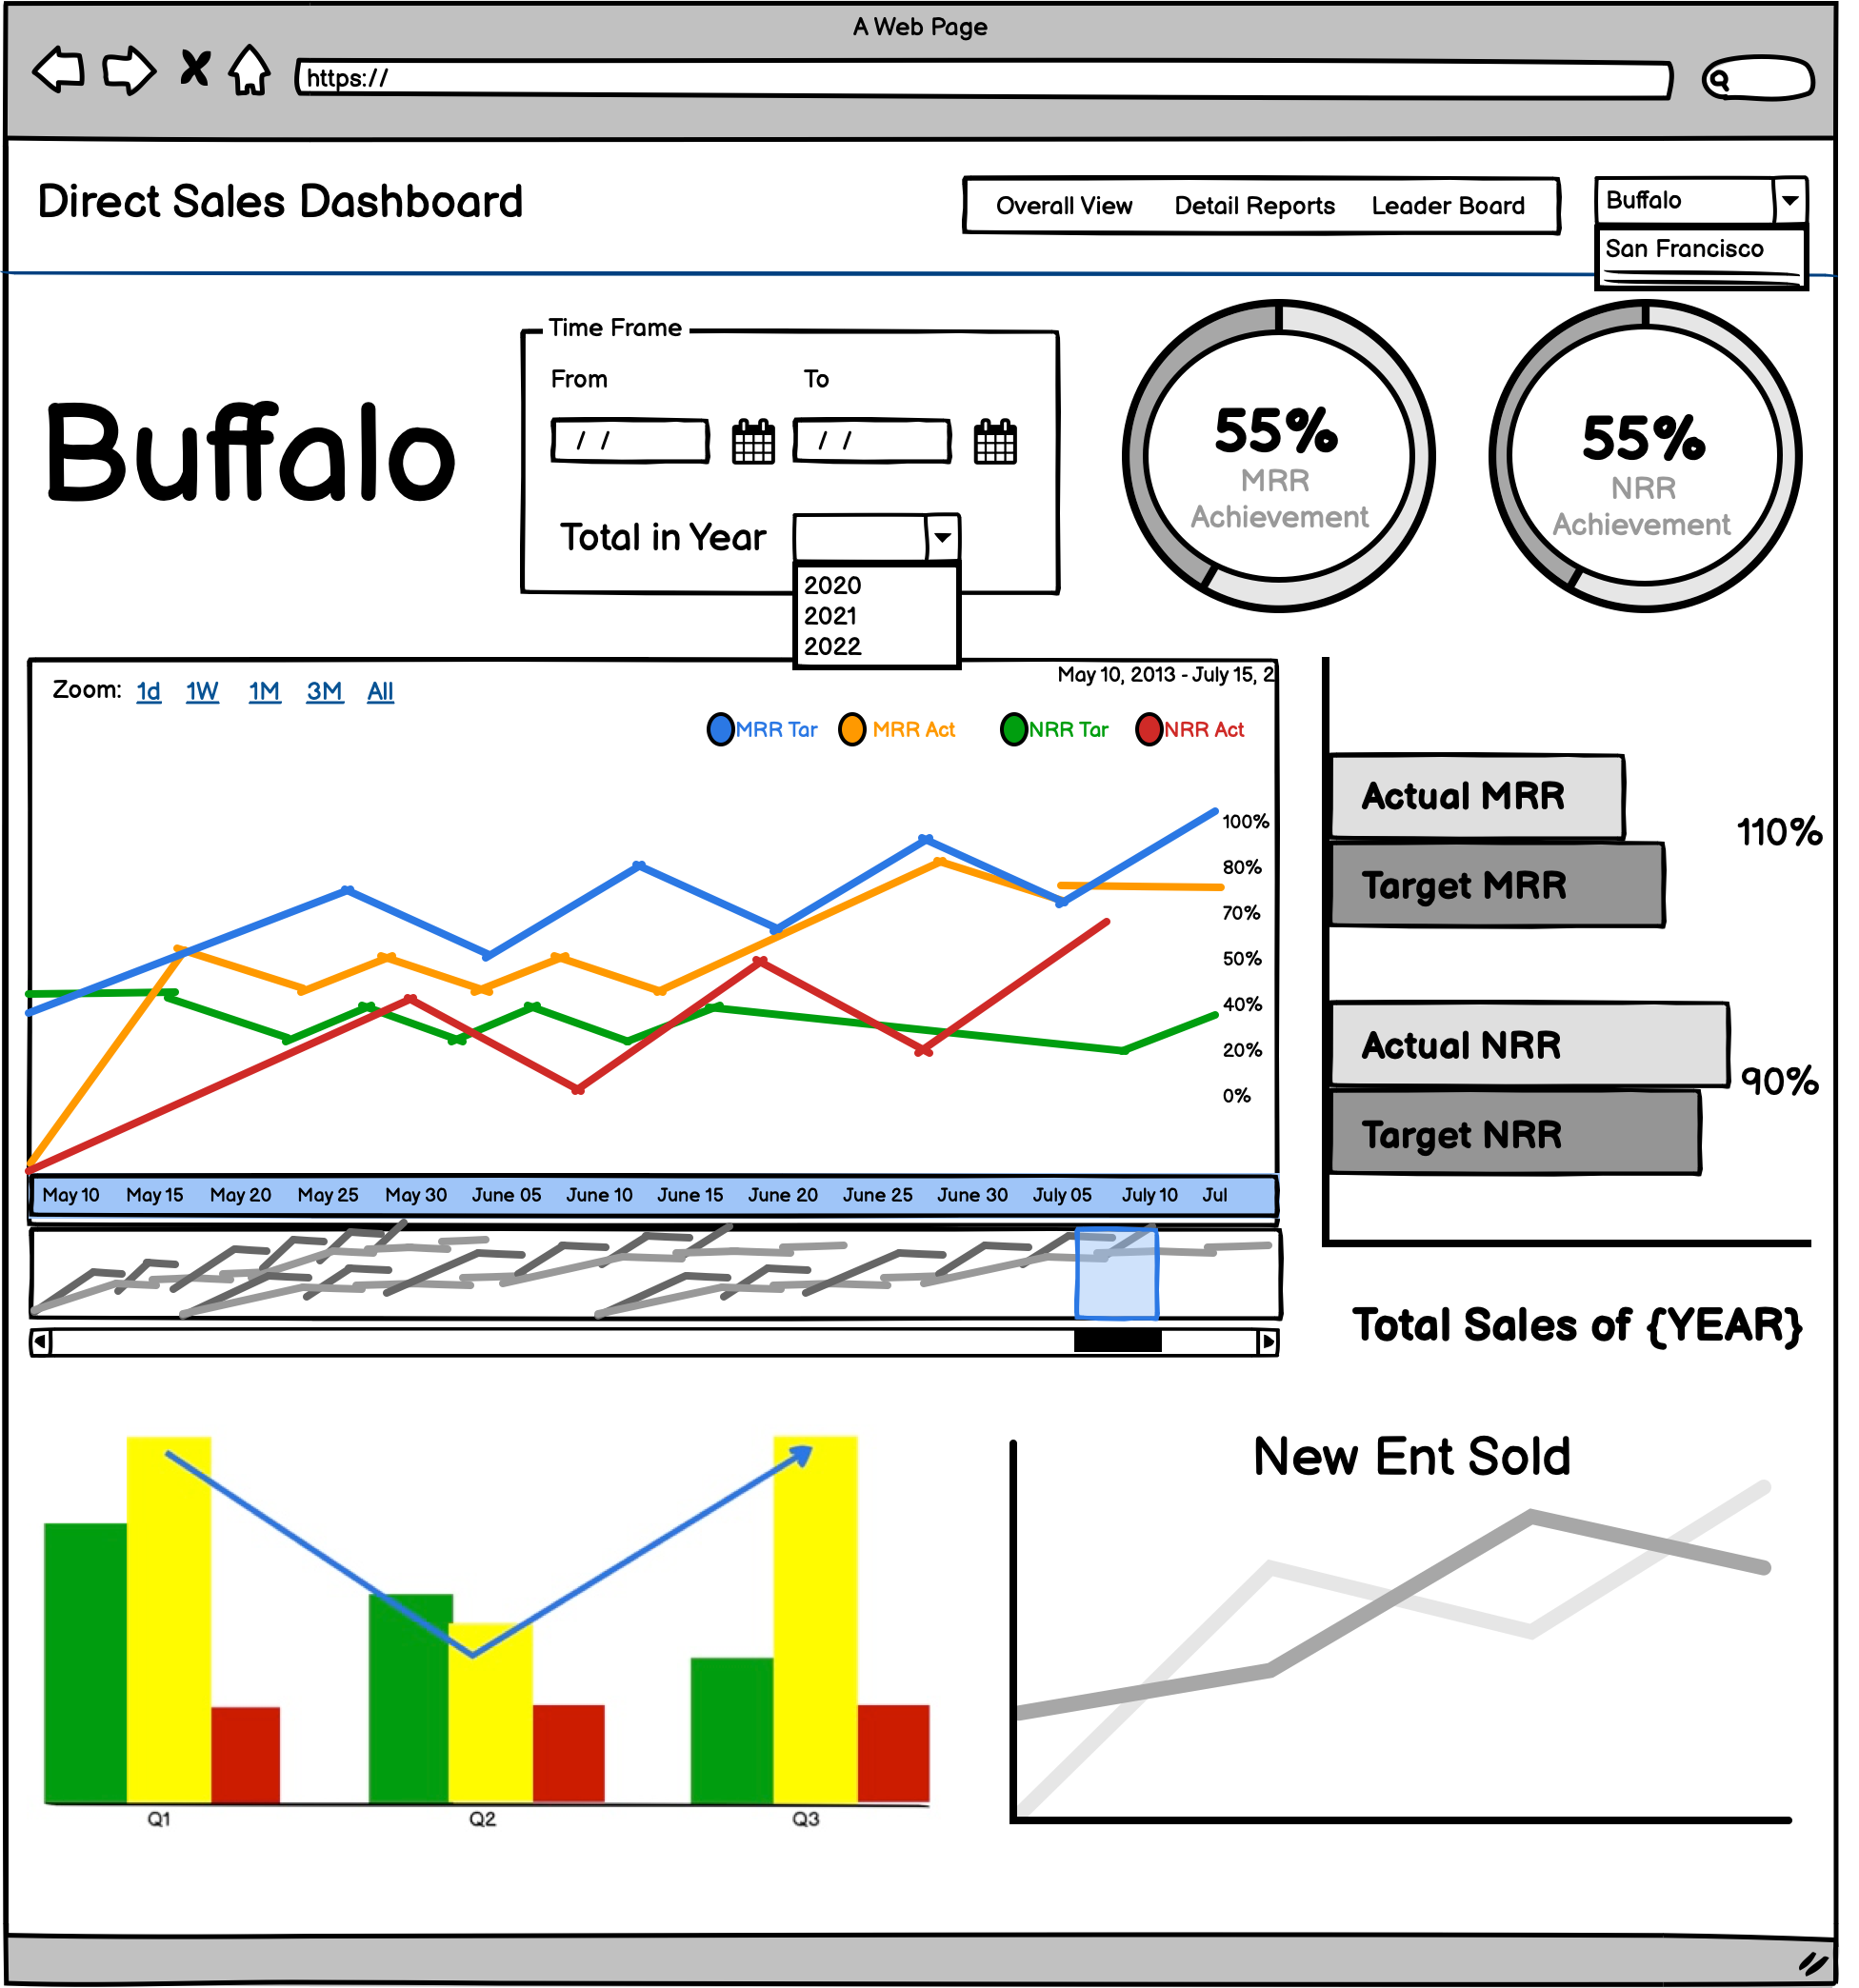 A Web Page
https://
Direct Sales Dashboard
Overall View Detail Reports Leader Board
Buffalo
San Francisco
Time Frame
From To
/ / / /
Buffalo
Total in Year
2020
2021
2022
55%
MRR
Achievement
55%
NRR
Achievement
May 10, 2013 - July 15, 2
Zoom: 1d 1W 1M 3M All
MRR Tar MRR Act NRR Tar NRR Act
100%
80%
70%
50%
40%
20%
0%
May 10 May 15 May 20 May 25 May 30 June 05 June 10 June 15 June 20 June 25 June 30 July 05 July 10 Jul
Actual MRR
110%
Target MRR
Actual NRR
90%
Target NRR
Total Sales of {YEAR}
Q1 Q2 Q3
New Ent Sold